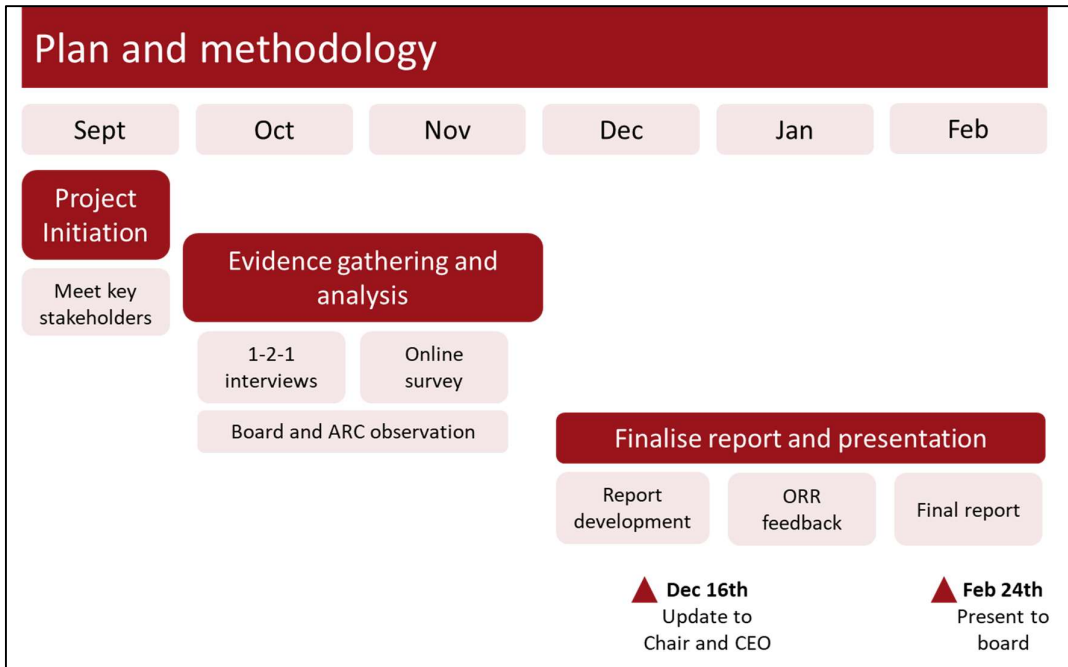 Plan and methodology
Sept
Oct
Nov
Dec
Jan
Feb
Project
Initiation
Meet key
stakeholders
Evidence gathering and
analysis
1-2-1
interviews
Online
survey
Board and ARC observation
Finalise report and presentation
Report
development
ORR
feedback
Final report
Dec 16th
Update to
Chair and CEO
Feb 24th
Present to
board